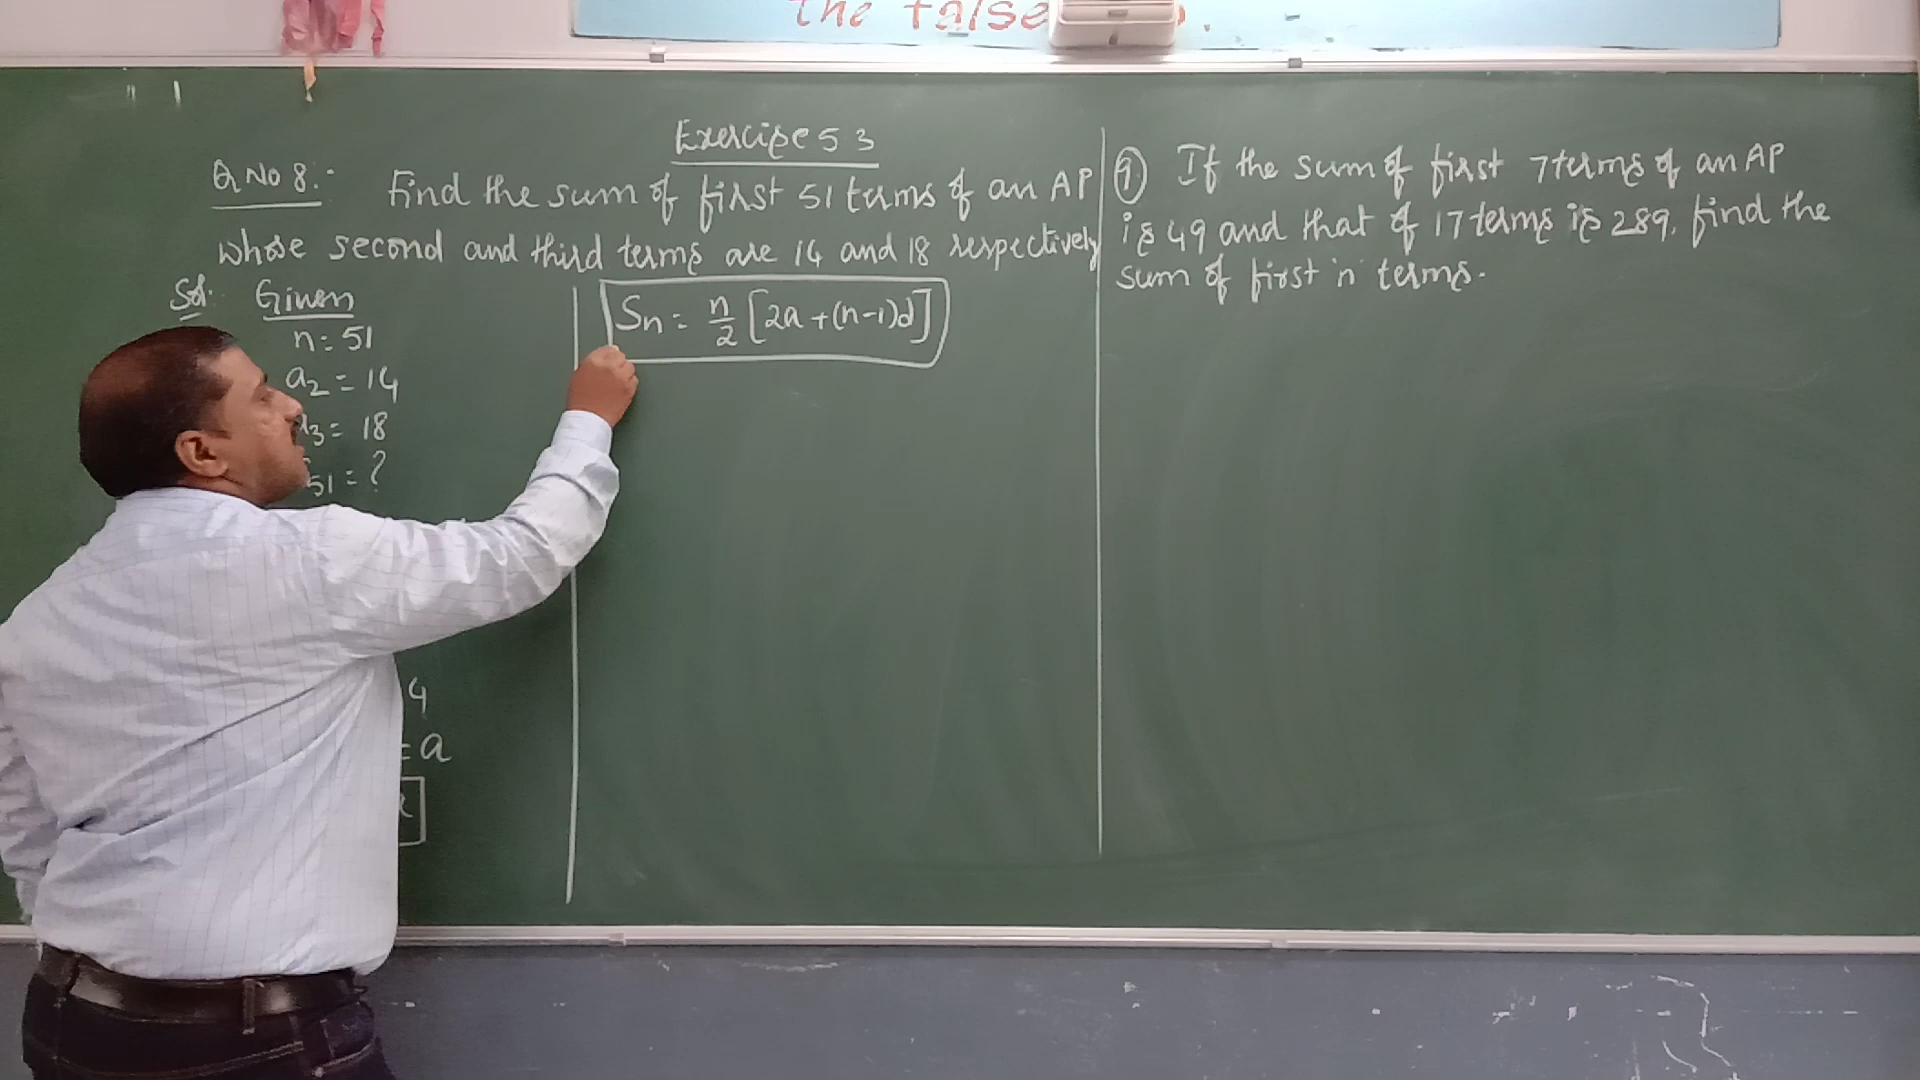 the false
Exercise 5 3
Q No 8:- Find the sum of first 51 terms of an AP
whose second and third terms are 14 and 18 respectively
Sol: Given
n = 51
a2 = 14
3 = 18
51 = ?
4
= a
Sn = n/2 [2a + (n-1)d]
(9) If the sum of first 7 terms of an AP
is 49 and that of 17 terms is 289, find the
sum of first 'n' terms.